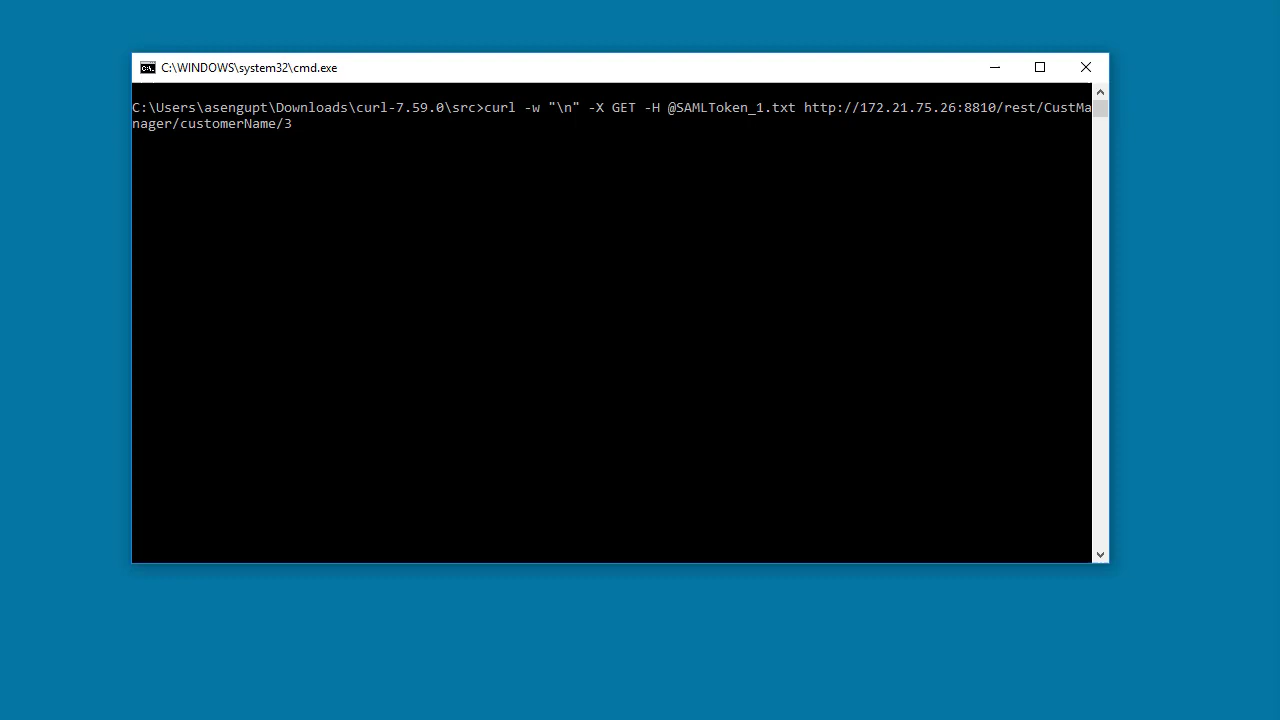 C:\WINDOWS\system32\cmd.exe
C:\Users\asengupt\Downloads\curl-7.59.0\src>curl -w "\n" -X GET -H @SAMLToken_1.txt http://172.21.75.26:8810/rest/CustMa
nager/customerName/3